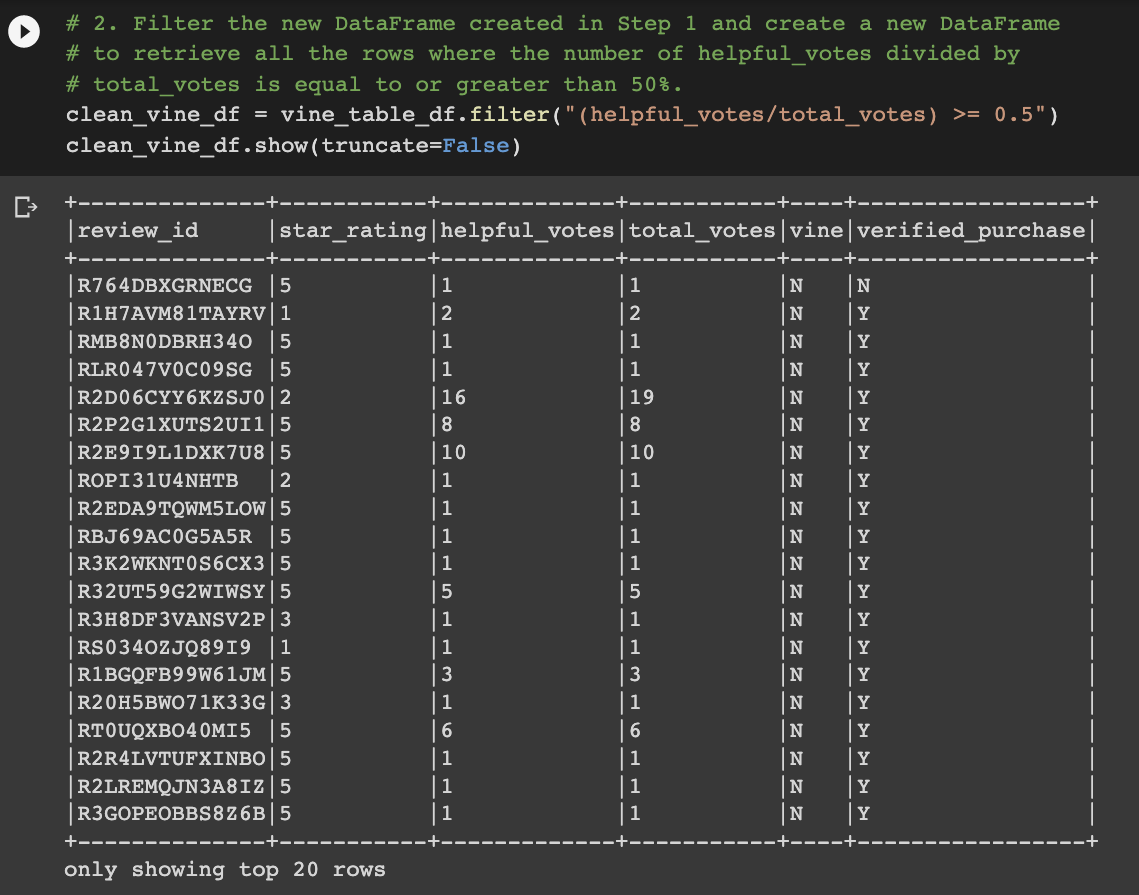 # 2. Filter the new DataFrame created in Step 1 and create a new DataFrame
# to retrieve all the rows where the number of helpful_votes divided by
# total_votes is equal to or greater than 50%.
clean_vine_df = vine_table_df.filter("(helpful_votes/total_votes) >= 0.5")
clean_vine_df.show(truncate=False)
+--------------+-----------+-------------+-----------+----+-----------------+
|review_id     |star_rating|helpful_votes|total_votes|vine|verified_purchase|
+--------------+-----------+-------------+-----------+----+-----------------+
|R764DBXGRNECG |5          |1            |1          |N   |N                |
|R1H7AVM81TAYRV|1          |2            |2          |N   |Y                |
|RMB8N0DBRH34O |5          |1            |1          |N   |Y                |
|RLR047V0C09SG |5          |1            |1          |N   |Y                |
|R2D06CYY6KZSJ0|2          |16           |19         |N   |Y                |
|R2P2G1XUTS2UI1|5          |8            |8          |N   |Y                |
|R2E9I9L1DXK7U8|5          |10           |10         |N   |Y                |
|ROPI31U4NHTB  |2          |1            |1          |N   |Y                |
|R2EDA9TQWM5LOW|5          |1            |1          |N   |Y                |
|RBJ69AC0G5A5R |5          |1            |1          |N   |Y                |
|R3K2WKNT0S6CX3|5          |1            |1          |N   |Y                |
|R32UT59G2WIWSY|5          |5            |5          |N   |Y                |
|R3H8DF3VANSV2P|3          |1            |1          |N   |Y                |
|RS034OZJQ89I9 |1          |1            |1          |N   |Y                |
|R1BGQFB99W61JM|5          |3            |3          |N   |Y                |
|R20H5BWO71K33G|3          |1            |1          |N   |Y                |
|RT0UQXBO40MI5 |5          |6            |6          |N   |Y                |
|R2R4LVTUFXINBO|5          |1            |1          |N   |Y                |
|R2LREMQJN3A8IZ|5          |1            |1          |N   |Y                |
|R3GOPEOBBS8Z6B|5          |1            |1          |N   |Y                |
+--------------+-----------+-------------+-----------+----+-----------------+
only showing top 20 rows